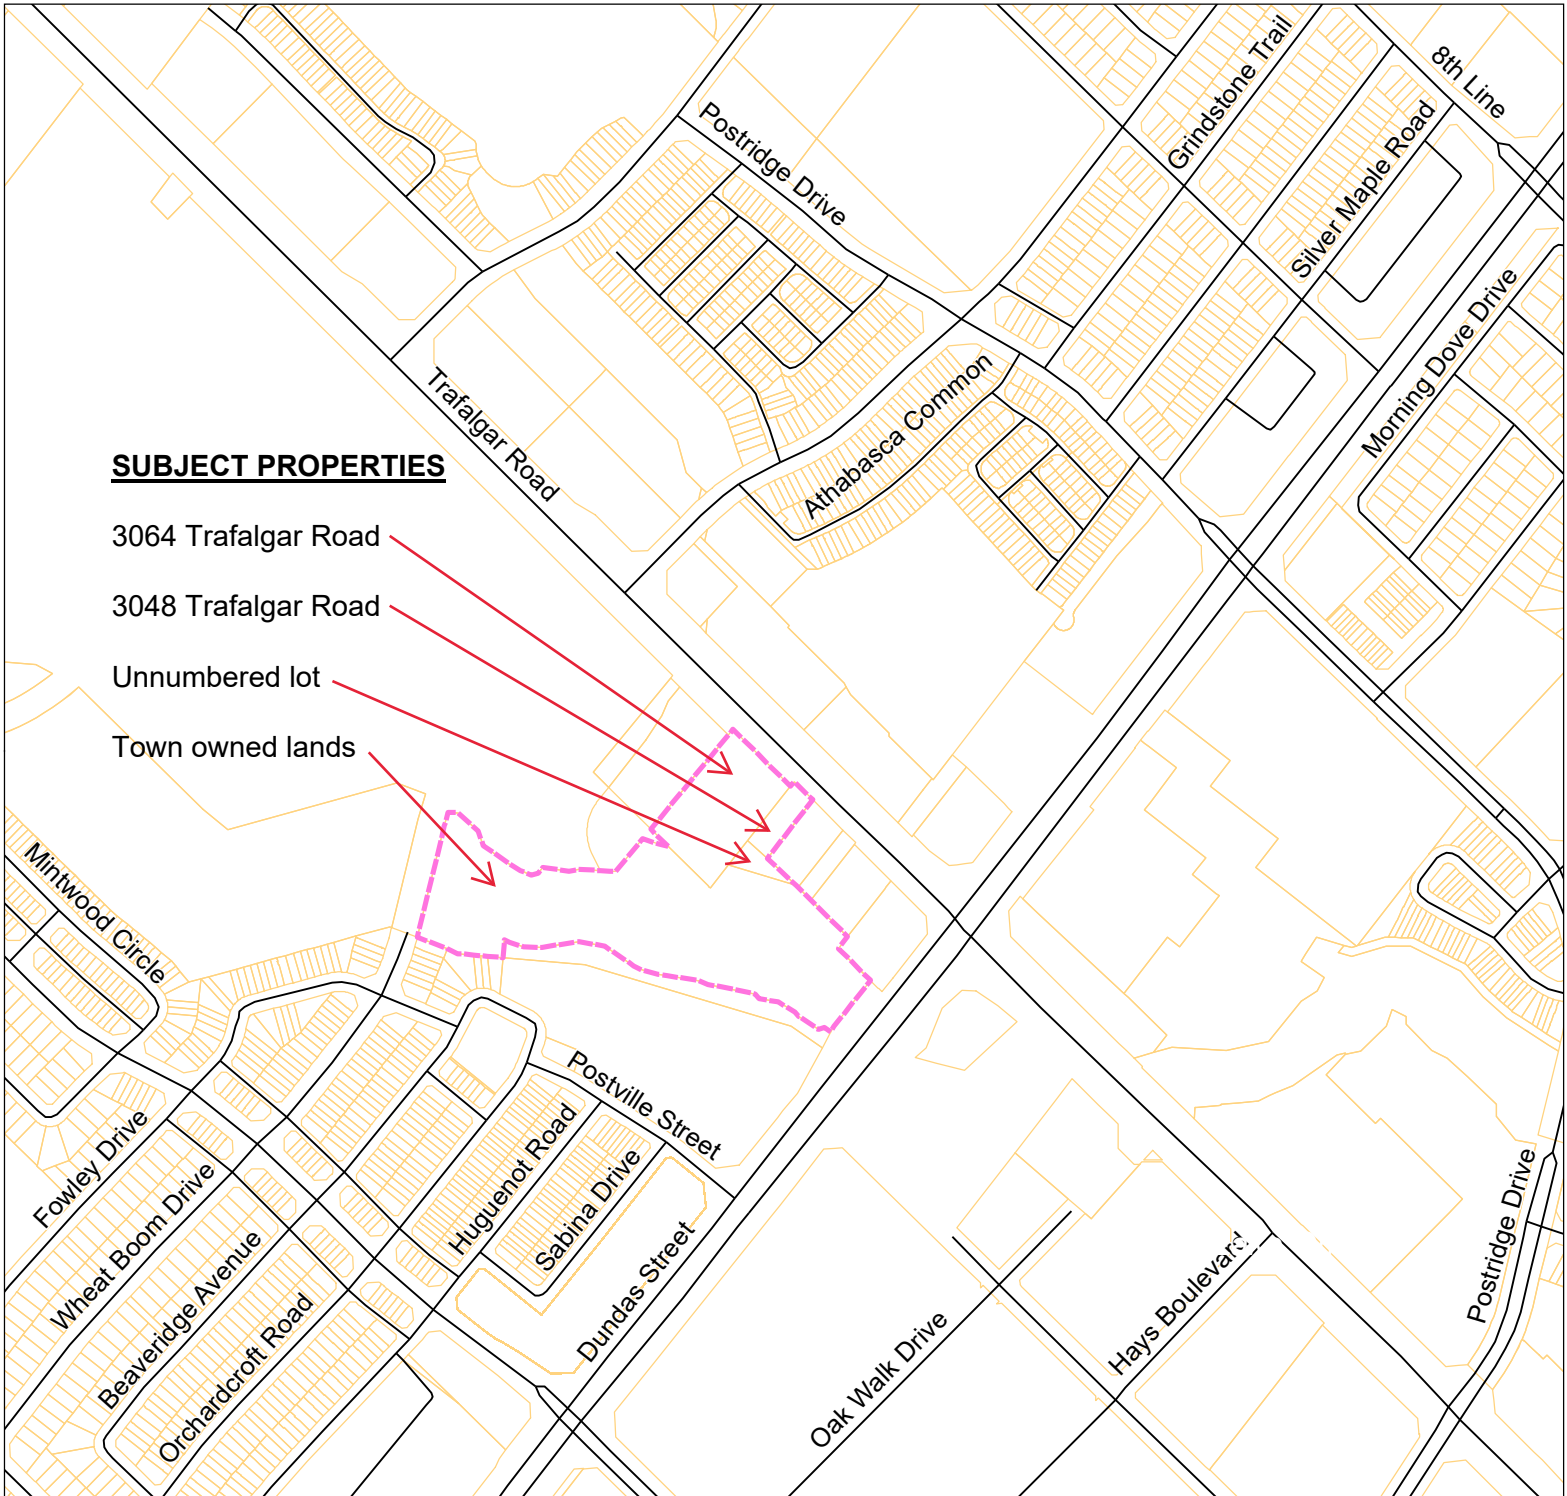 8th Line
Grindstone Trail
Silver Maple Road
Postridge Drive
Morning Dove Drive
Athabasca Common
Trafalgar Road
SUBJECT PROPERTIES
3064 Trafalgar Road
3048 Trafalgar Road
Unnumbered lot
Town owned lands
Mintwood Circle
Postville Street
Fowley Drive
Huguenot Road
Sabina Drive
Wheat Boom Drive
Beaveridge Avenue
Orchardcroft Road
Dundas Street
Oak Walk Drive
Hays Boulevard
Postridge Drive